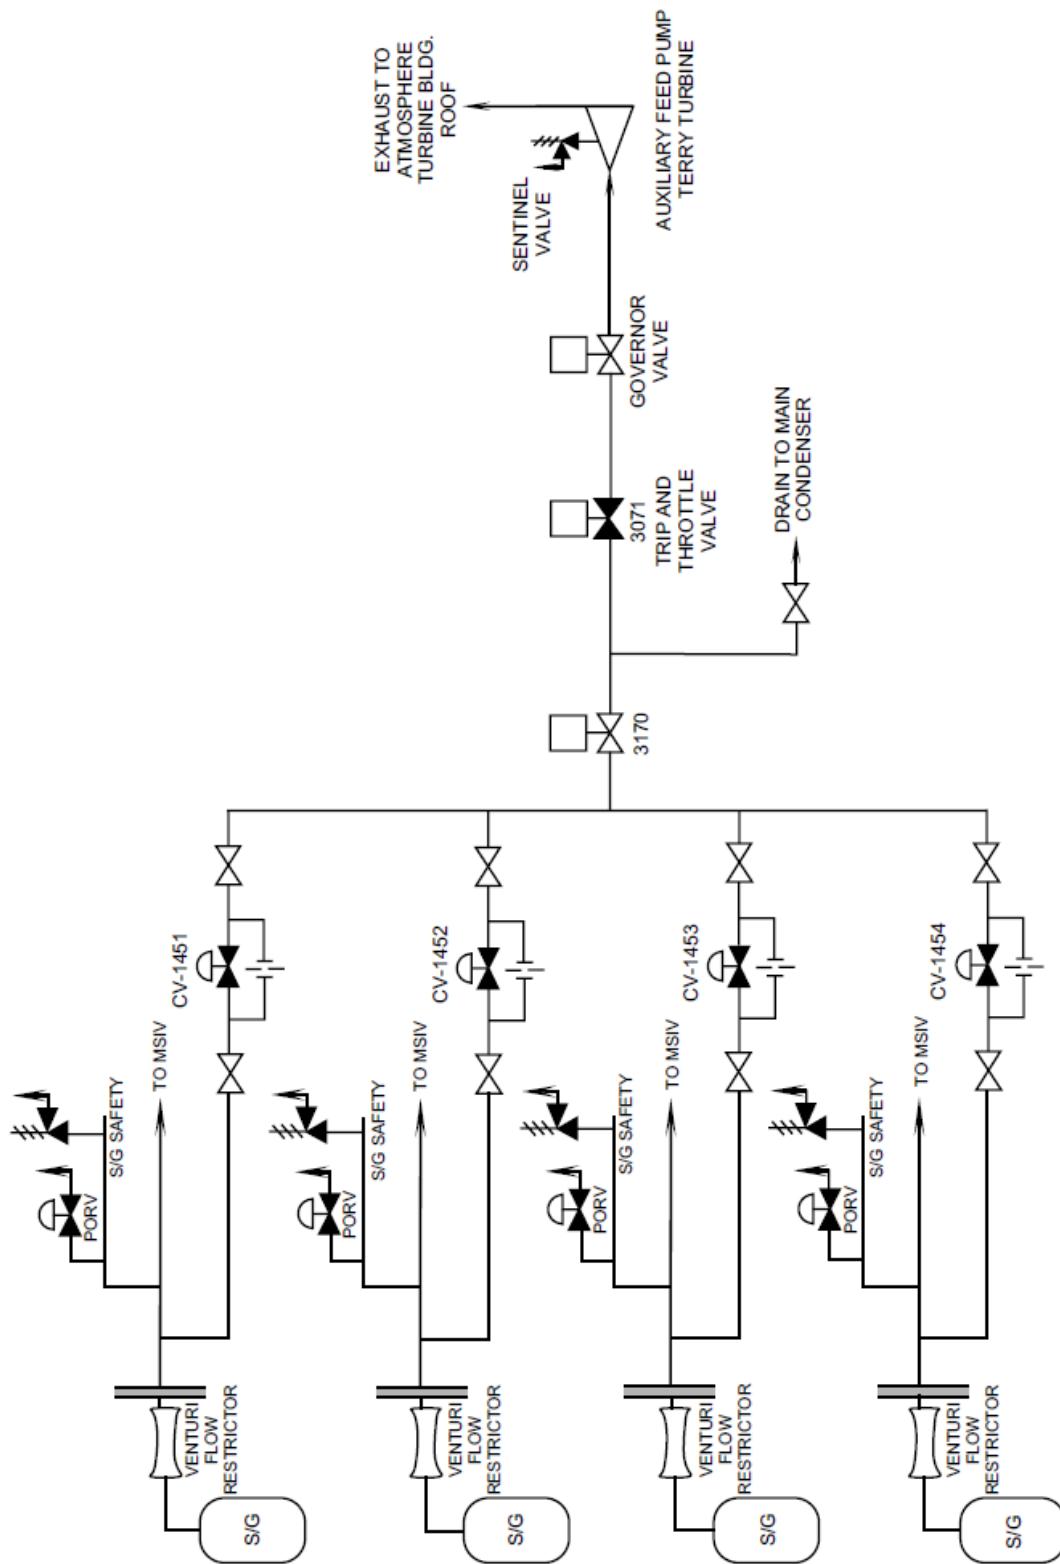 S/G
VENTURI
FLOW
RESTRICTOR
PORV
S/G SAFETY
TO MSIV
CV-1451
S/G
VENTURI
FLOW
RESTRICTOR
PORV
S/G SAFETY
TO MSIV
CV-1452
S/G
VENTURI
FLOW
RESTRICTOR
PORV
S/G SAFETY
TO MSIV
CV-1453
S/G
VENTURI
FLOW
RESTRICTOR
PORV
S/G SAFETY
TO MSIV
CV-1454
3170
DRAIN TO MAIN
CONDENSER
3071
TRIP AND
THROTTLE
VALVE
GOVERNOR
VALVE
SENTINEL
VALVE
EXHAUST TO
ATMOSPHERE
TURBINE BLDG.
ROOF
AUXILIARY FEED PUMP
TERRY TURBINE